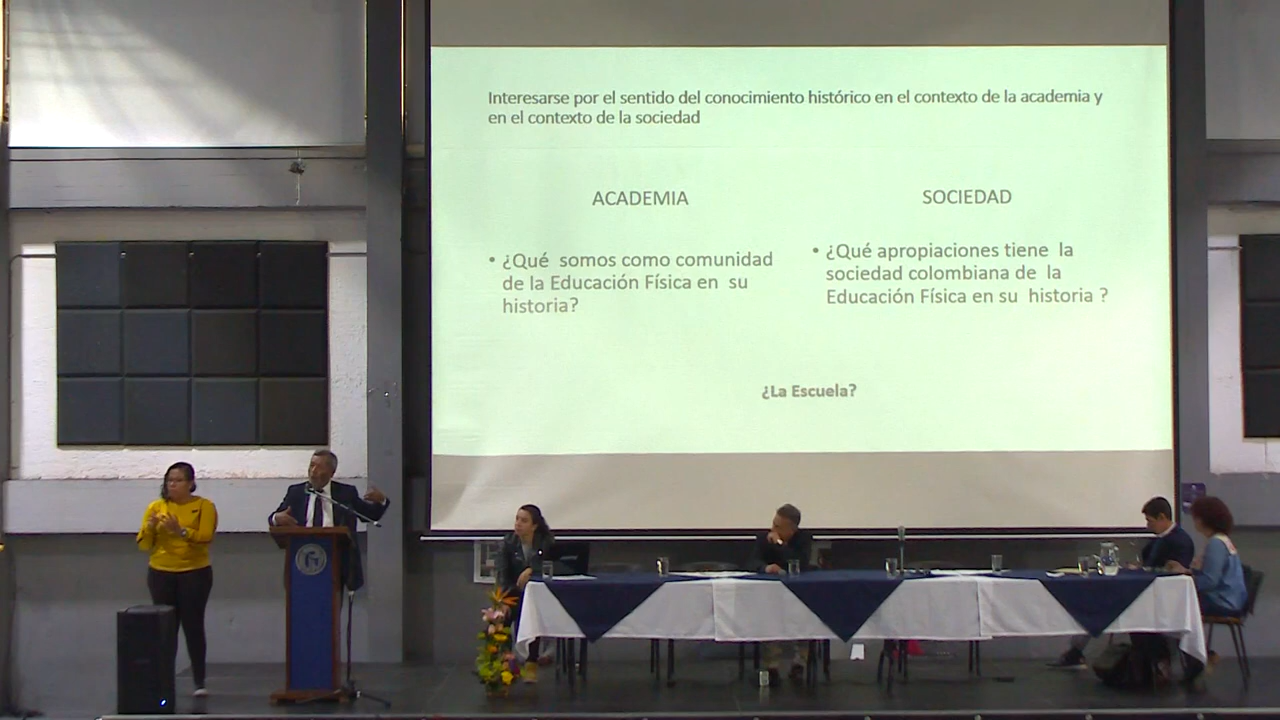 Interesarse por el sentido del conocimiento histórico en el contexto de la academia y
en el contexto de la sociedad
ACADEMIA
• ¿Qué somos como comunidad
de la Educación Física en su
historia?
SOCIEDAD
• ¿Qué apropiaciones tiene la
sociedad colombiana de la
Educación Física en su historia ?
¿La Escuela?